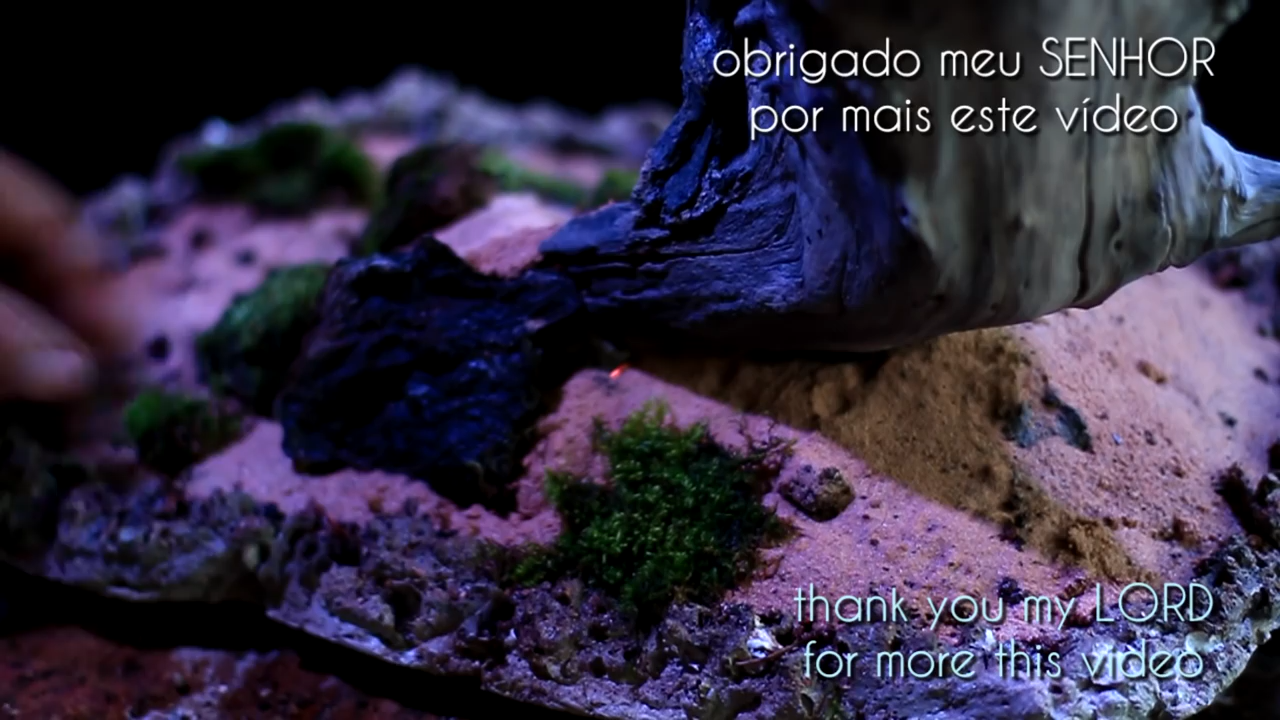 obrigado meu SENHOR
por mais este vídeo
thank you my LORD
for more this video